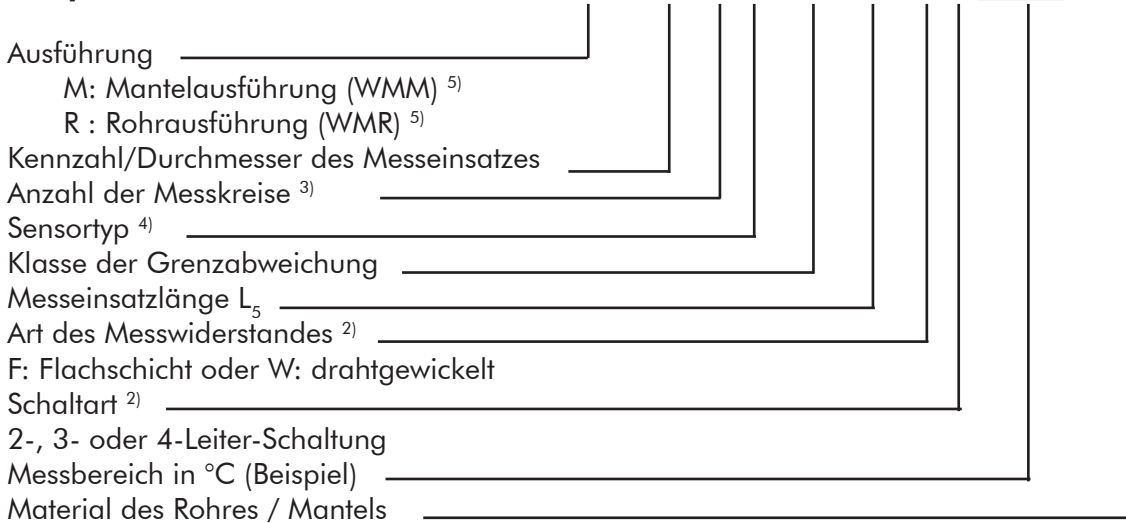 Ausführung
M: Mantelausführung (WMM) 5)
R : Rohrausführung (WMR) 5)
Kennzahl/Durchmesser des Messeinsatzes
Anzahl der Messkreise 3)
Sensortyp 4)
Klasse der Grenzabweichung
Messeinsatzlänge L5
Art des Messwiderstandes 2)
F: Flachschicht oder W: drahtgewickelt
Schaltart 2)
2-, 3- oder 4-Leiter-Schaltung
Messbereich in °C (Beispiel)
Material des Rohres / Mantels